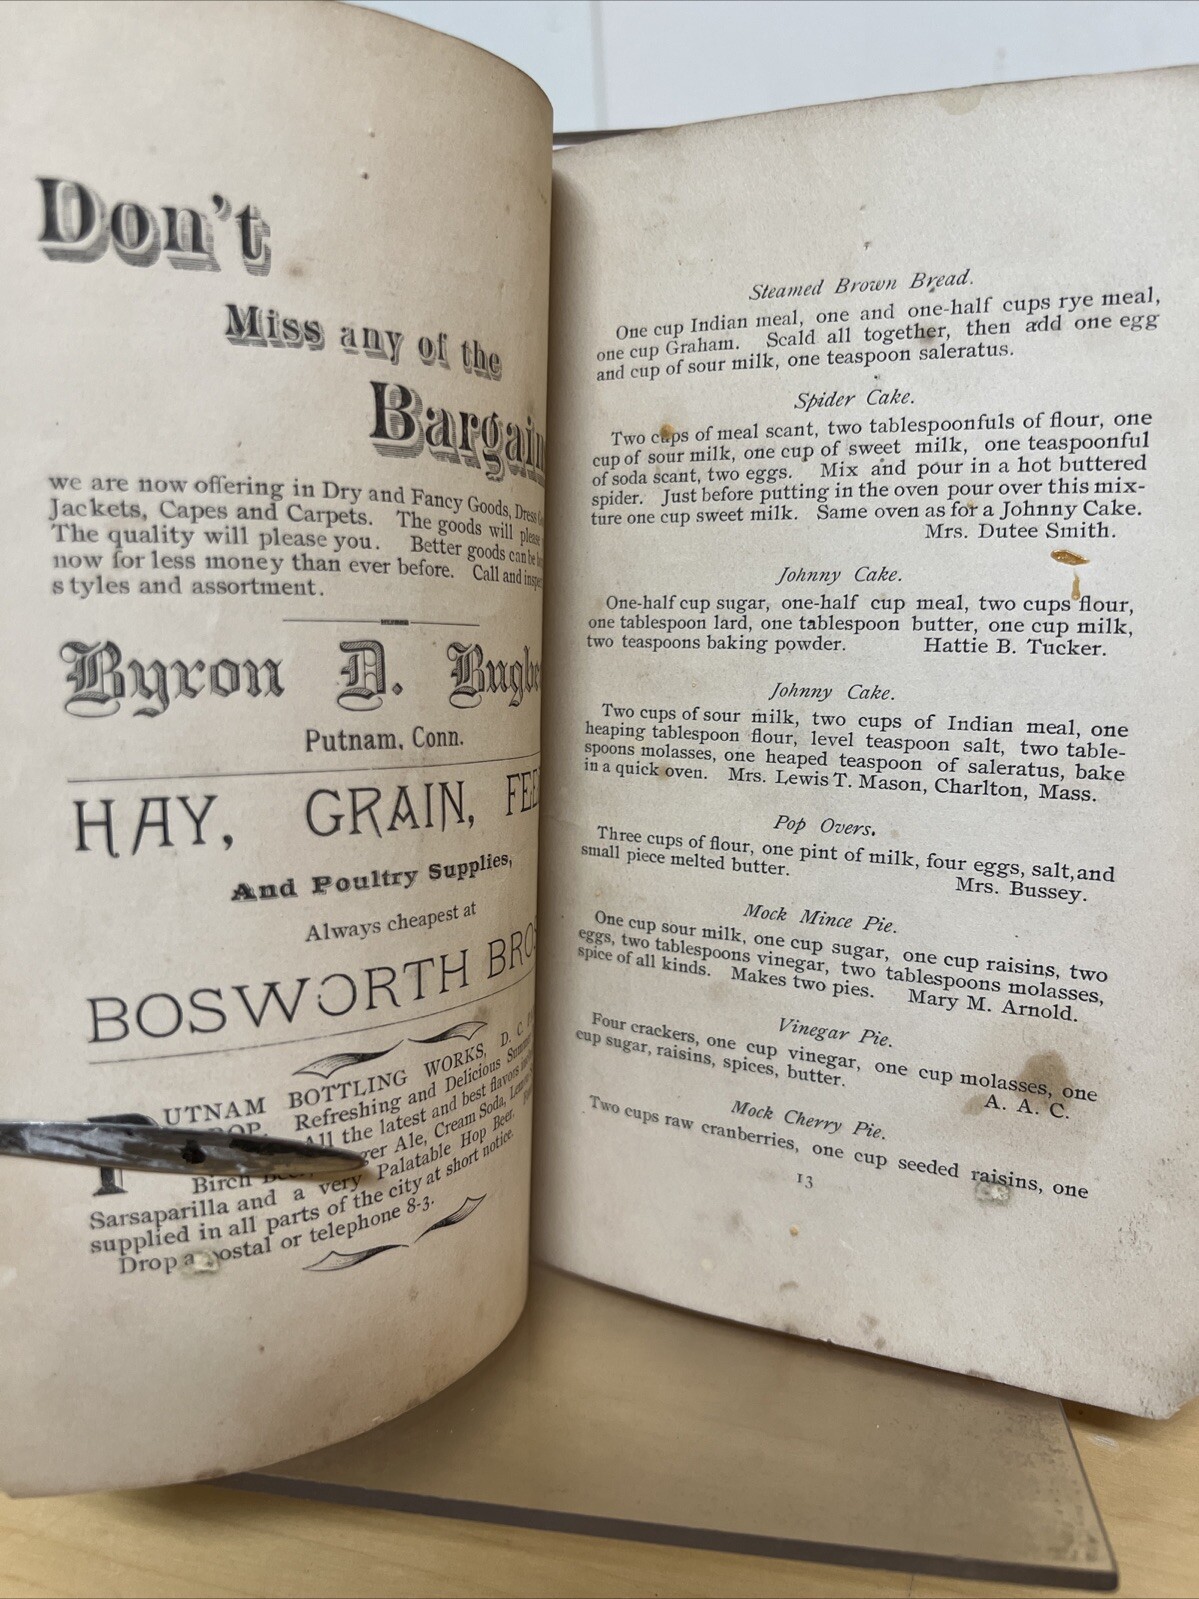 Don't
Miss any of the
Bargain
we are now offering in Dry and Fancy Goods, Dress
Jackets, Capes and Carpets. The goods will please
The quality will please you. Better goods can be
now for less money than ever before. Call and
styles and assortment.
Byron D.
Putnam, Conn.
HAY, GRAIN,
And Poultry Supplies,
Always cheapest at
BOSWORTH
PUTNAM BOTTLING WORKS, D. C.
Refreshing and Delicious
All the latest and best flavors
Birch Ale, Cream Soda,
Sarsaparilla and a very Palatable Hop Beer.
supplied in all parts of the city at short notice.
Drop a postal or telephone 8-3.
Steamed Brown Bread.
One cup Indian meal, one and one-half cups rye meal,
one cup Graham. Scald all together, then add one egg
and cup of sour milk, one teaspoon saleratus.
Spider Cake.
Two cups of meal scant, two tablespoonfuls of flour, one
cup of sour milk, one cup of sweet milk, one teaspoonful
of soda scant, two eggs. Mix and pour in a hot buttered
spider. Just before putting in the oven pour over this mix-
ture one cup sweet milk. Same oven as for a Johnny Cake.
Mrs. Dutee Smith.
Johnny Cake.
One-half cup sugar, one-half cup meal, two cups flour,
one tablespoon lard, one tablespoon butter, one cup milk,
two teaspoons baking powder. Hattie B. Tucker.
Johnny Cake.
Two cups of sour milk, two cups of Indian meal, one
heaping tablespoon flour, level teaspoon salt, two table-
spoons molasses, one heaped teaspoon of saleratus, bake
in a quick oven. Mrs. Lewis T. Mason, Charlton, Mass.
Pop Overs.
Three cups of flour, one pint of milk, four eggs, salt, and
small piece melted butter. Mrs. Bussey.
Mock Mince Pie.
One cup sour milk, one cup sugar, one cup raisins, two
eggs, two tablespoons vinegar, two tablespoons molasses,
spice of all kinds. Makes two pies. Mary M. Arnold.
Vinegar Pie.
Four crackers, one cup vinegar, one cup molasses, one
cup sugar, raisins, spices, butter. A. A. C.
Mock Cherry Pie.
Two cups raw cranberries, one cup seeded raisins, one
13